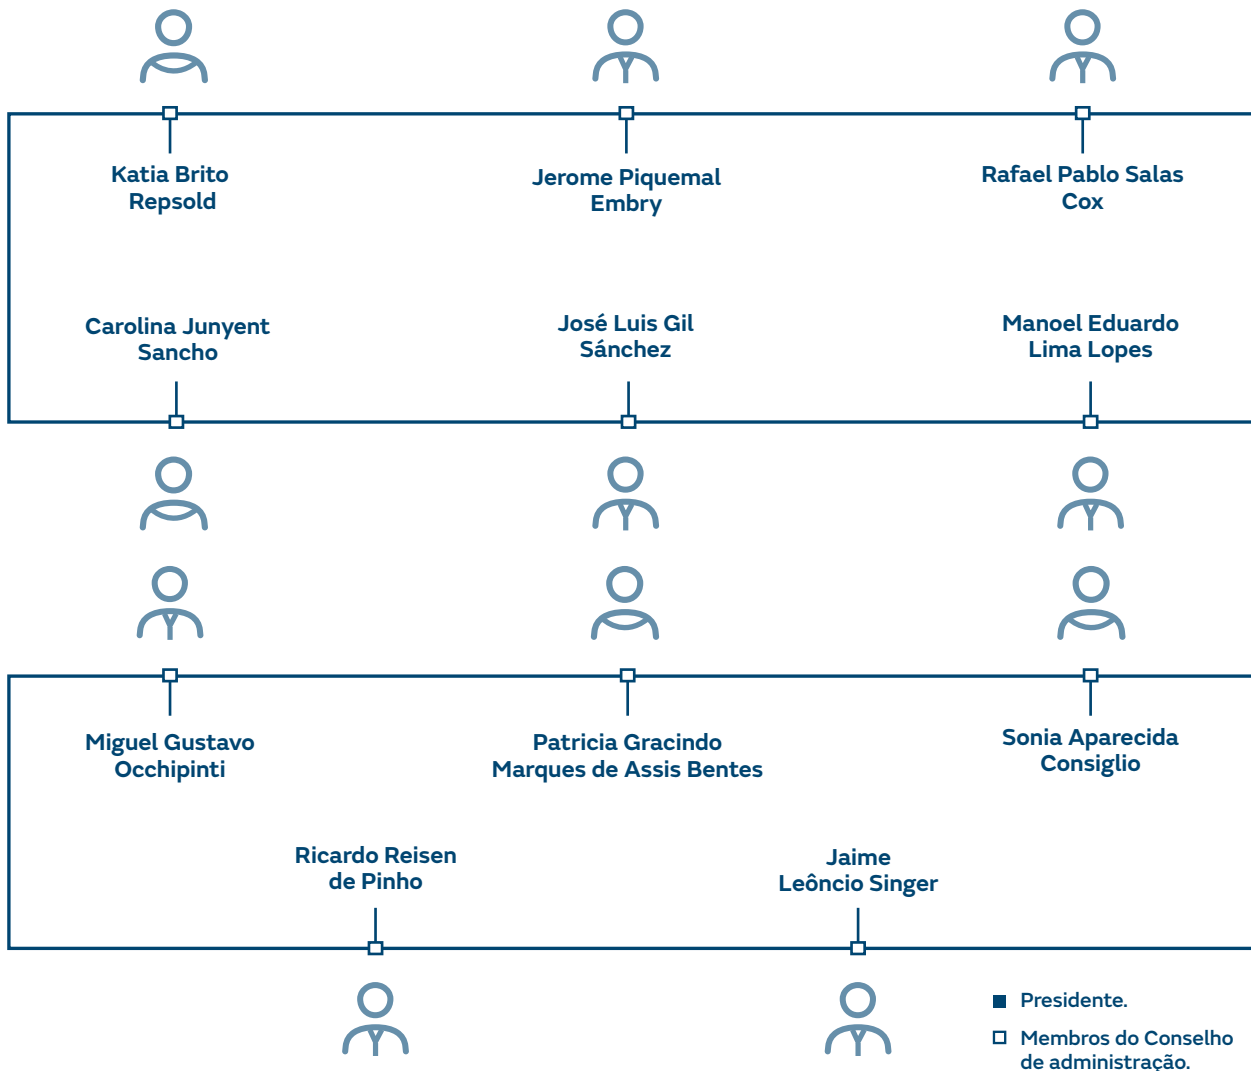 Katia Brito
Repsold
Jerome Piquemal
Embry
Rafael Pablo Salas
Cox
Carolina Junyent
Sancho
José Luis Gil
Sánchez
Manoel Eduardo
Lima Lopes
Miguel Gustavo
Occhipinti
Patricia Gracindo
Marques de Assis Bentes
Sonia Aparecida
Consiglio
Ricardo Reisen
de Pinho
Jaime
Leôncio Singer
Presidente.
Membros do Conselho
de administração.